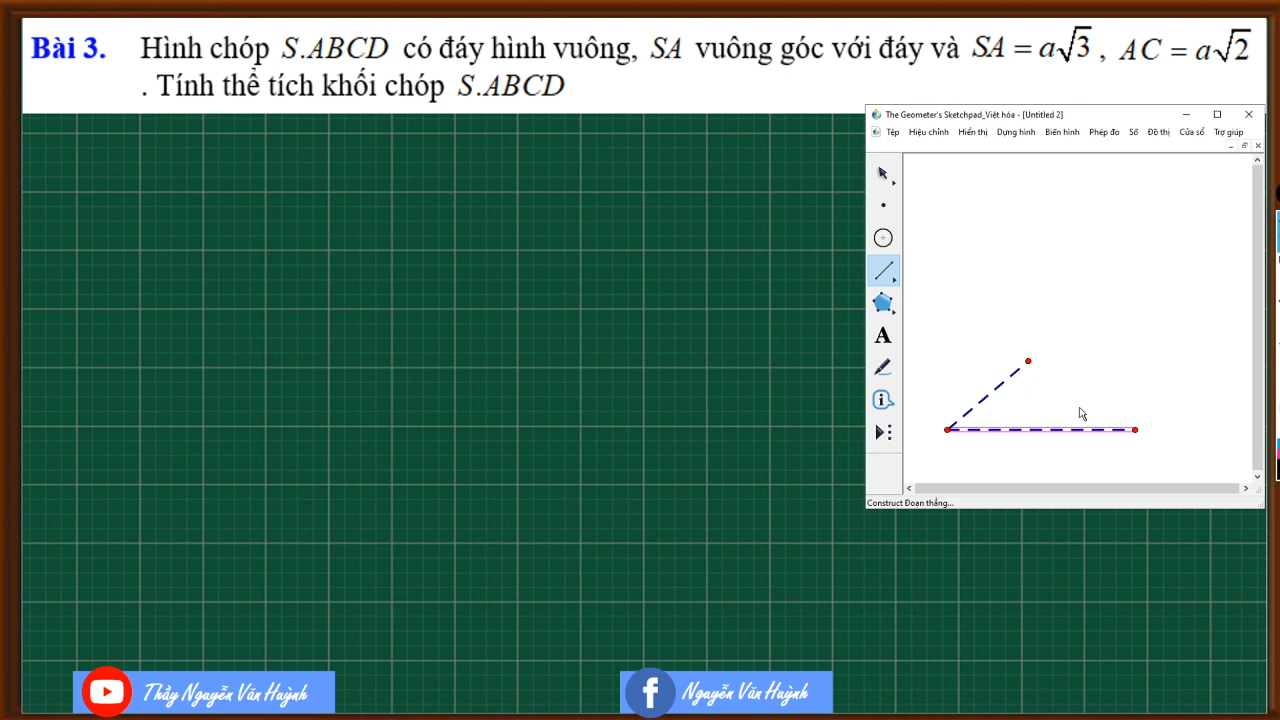 Bài 3. Hình chóp S.ABCD có đáy hình vuông, SA vuông góc với đáy và SA = a√3 , AC = a√2
. Tính thể tích khối chóp S.ABCD
The Geometer's Sketchpad_Việt hóa - [Untitled 2]
Tệp Hiệu chỉnh Hiển thị Dựng hình Biến hình Phép đo Số Đồ thị Cửa sổ Trợ giúp
A
Construct Đoạn thẳng...
Thầy Nguyễn Văn Huỳnh
f Nguyễn Văn Huỳnh